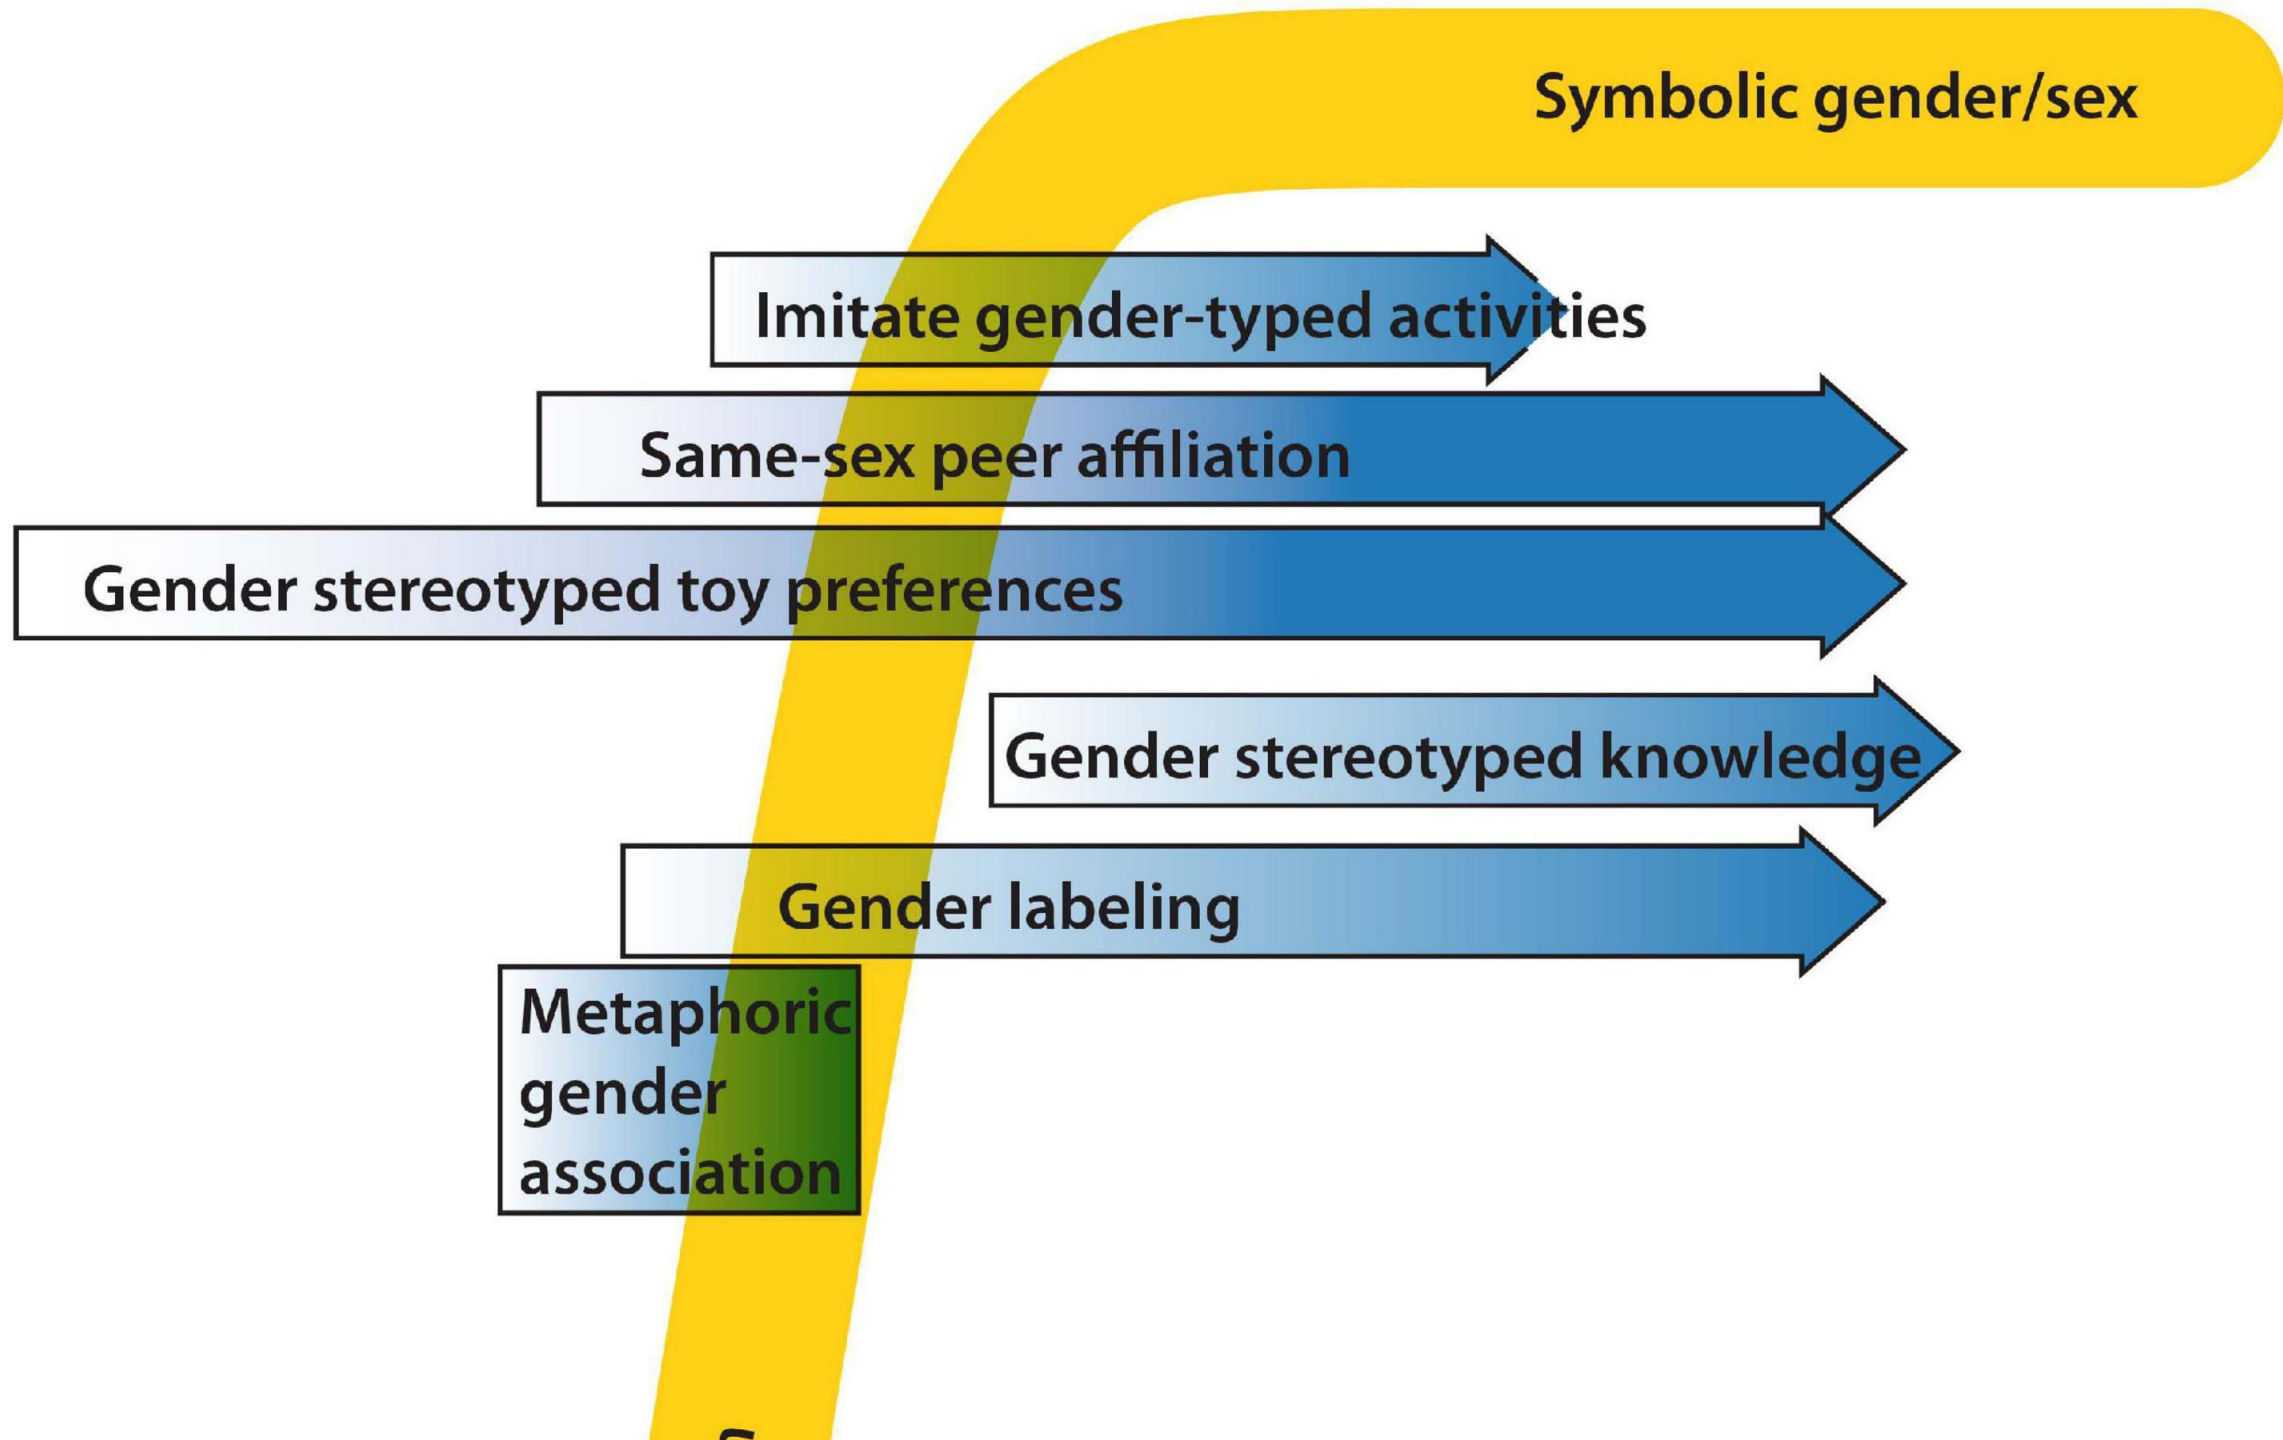 Symbolic gender/sex
Imitate gender-typed activities
Same-sex peer affiliation
Gender stereotyped toy preferences
Gender stereotyped knowledge
Gender labeling
Metaphoric
gender
association